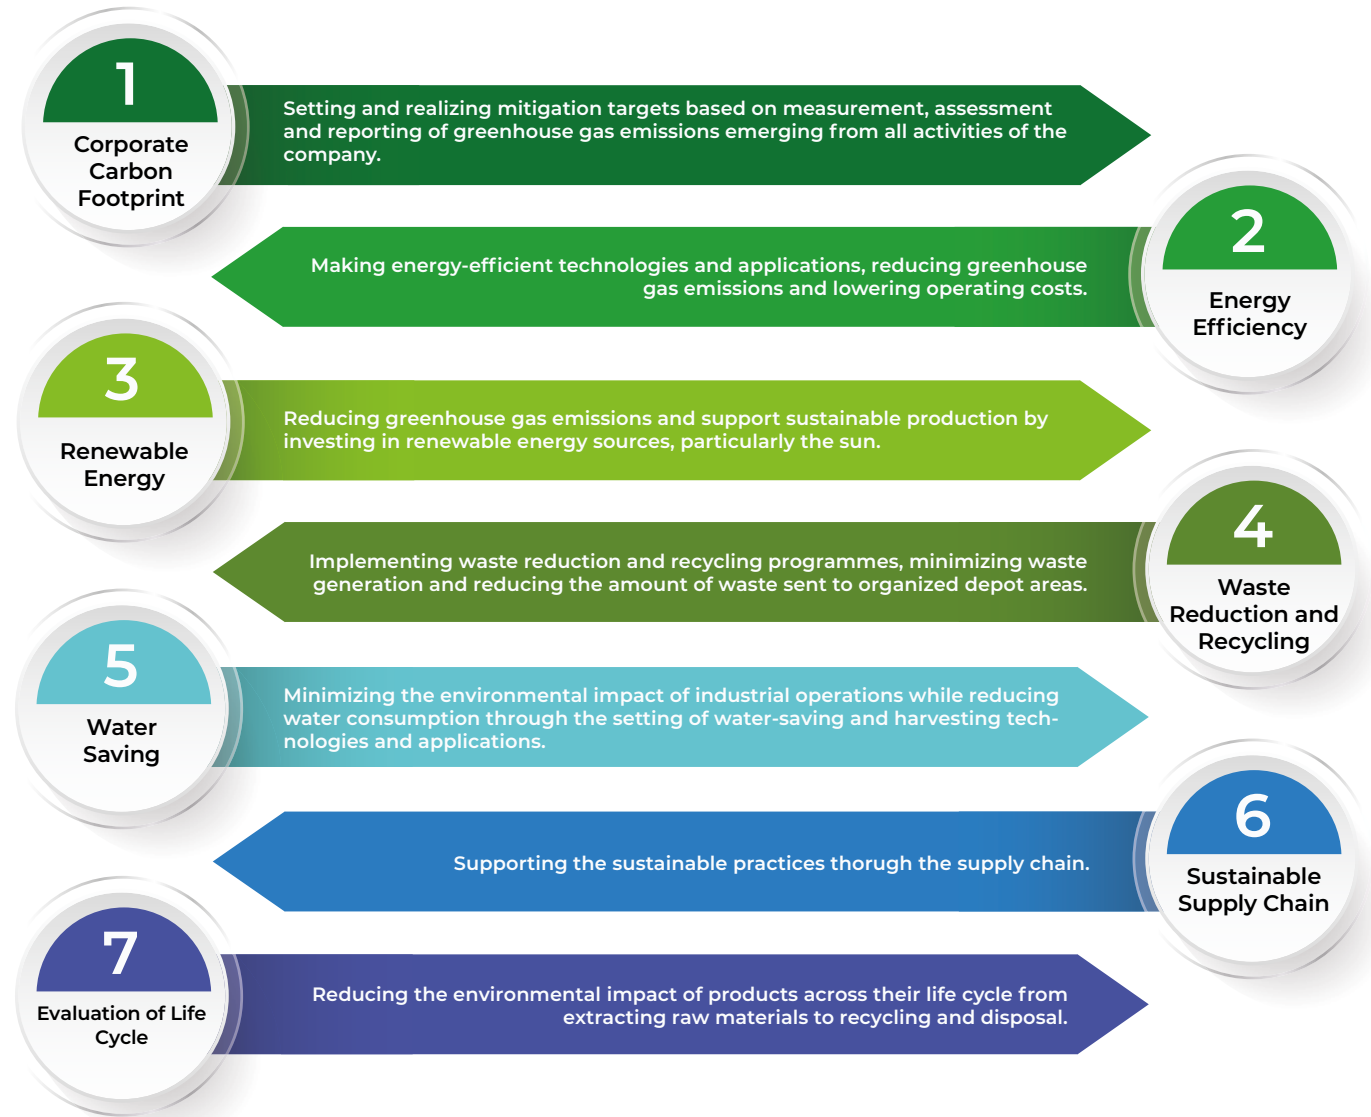 1
Corporate
Carbon
Footprint
Setting and realizing mitigation targets based on measurement, assessment
and reporting of greenhouse gas emissions emerging from all activities of the
company.
2
Energy
Efficiency
Making energy-efficient technologies and applications, reducing greenhouse
gas emissions and lowering operating costs.
3
Renewable
Energy
Reducing greenhouse gas emissions and support sustainable production by
investing in renewable energy sources, particularly the sun.
4
Waste
Reduction and
Recycling
Implementing waste reduction and recycling programmes, minimizing waste
generation and reducing the amount of waste sent to organized depot areas.
5
Water
Saving
Minimizing the environmental impact of industrial operations while reducing
water consumption through the setting of water-saving and harvesting tech-
nologies and applications.
6
Sustainable
Supply Chain
Supporting the sustainable practices thorugh the supply chain.
7
Evaluation of Life
Cycle
Reducing the environmental impact of products across their life cycle from
extracting raw materials to recycling and disposal.